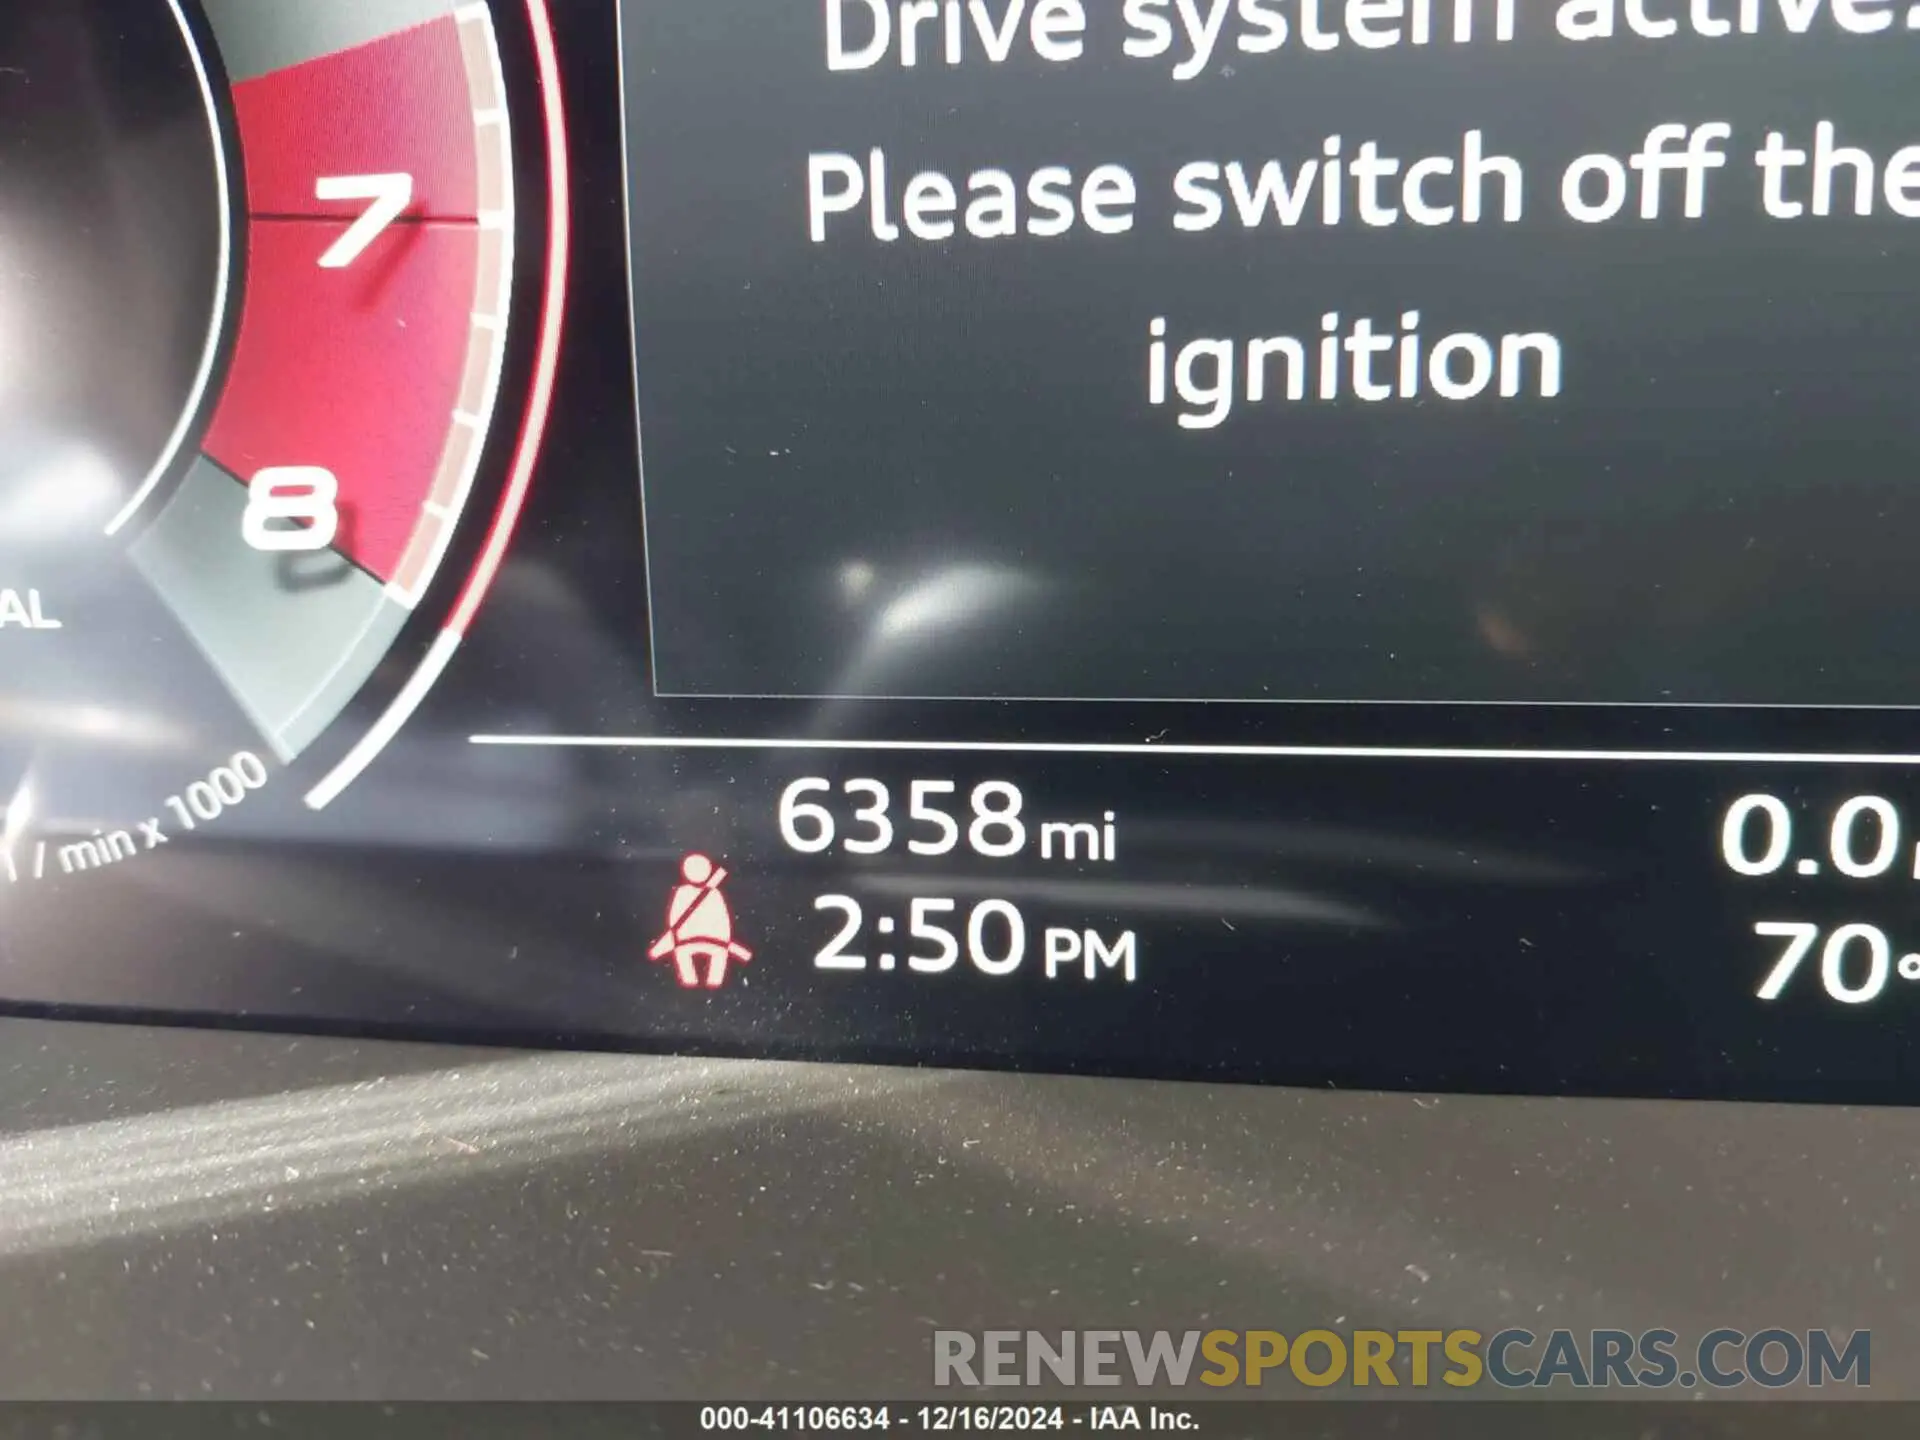 Drive system active.
Please switch off the
ignition
7
8
AL
1 / min x 1000
6358 mi
0.0
2:50 PM
70°
RENEWSPORTSCARS.COM
000-41106634 - 12/16/2024 - IAA Inc.